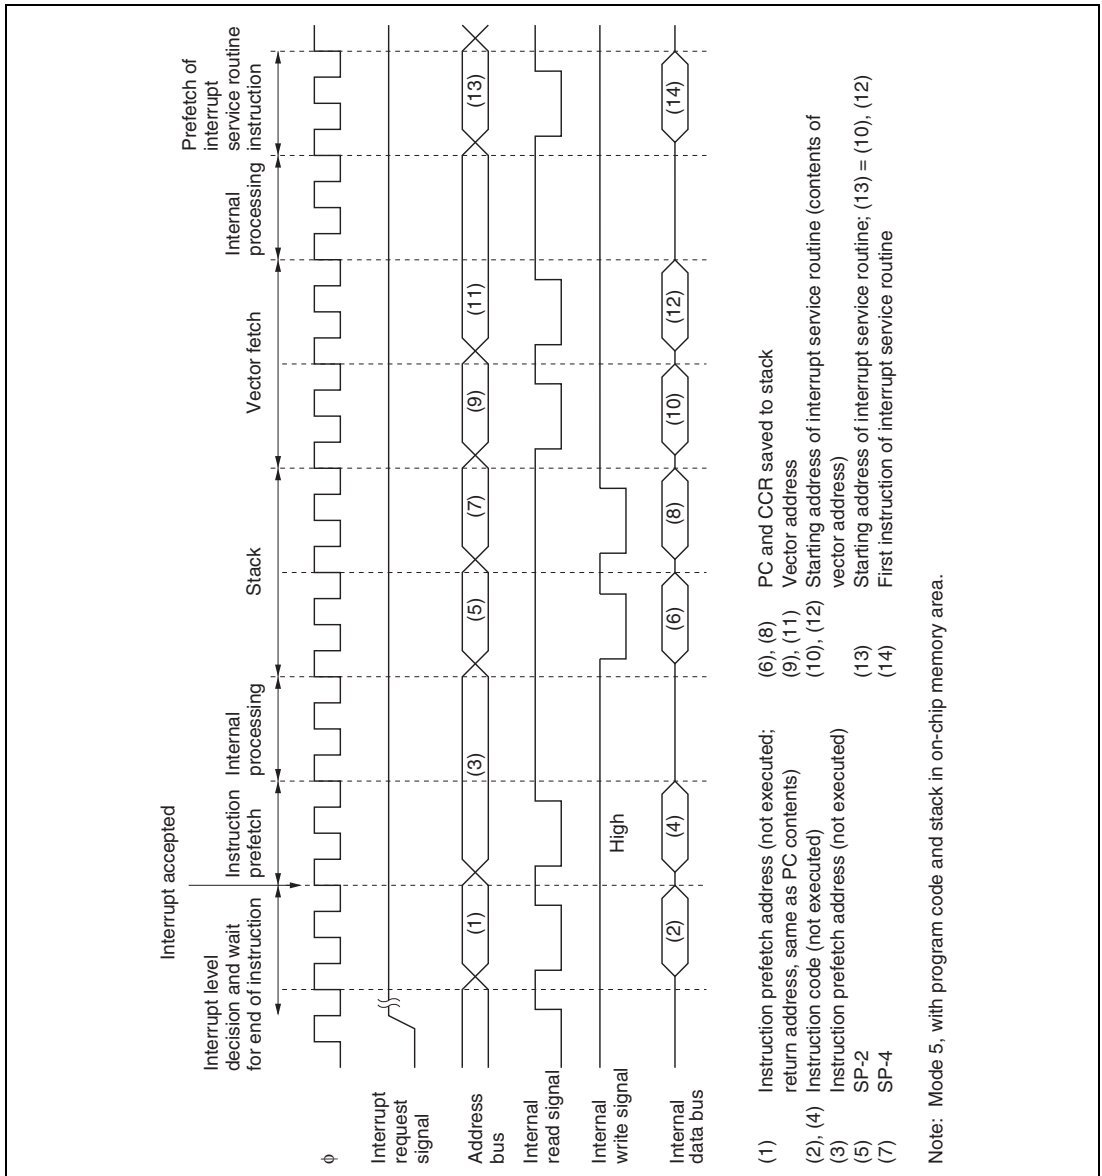 Interrupt accepted
Interrupt level
decision and wait
for end of instruction
Instruction
prefetch
Internal
processing
Stack
Vector fetch
Internal
processing
Prefetch of
interrupt
service routine
instruction
φ
Interrupt
request
signal
Address
bus
(1)
(3)
(5)
(7)
(9)
(11)
(13)
Internal
read signal
Internal
write signal
High
Internal
data bus
(2)
(4)
(6)
(8)
(10)
(12)
(14)
(1) Instruction prefetch address (not executed;
return address, same as PC contents)
(2), (4) Instruction code (not executed)
(3) Instruction prefetch address (not executed)
(5) SP-2
(7) SP-4
(6), (8) PC and CCR saved to stack
(9), (11) Vector address
(10), (12) Starting address of interrupt service routine (contents of
vector address)
(13) Starting address of interrupt service routine; (13) = (10), (12)
(14) First instruction of interrupt service routine
Note: Mode 5, with program code and stack in on-chip memory area.